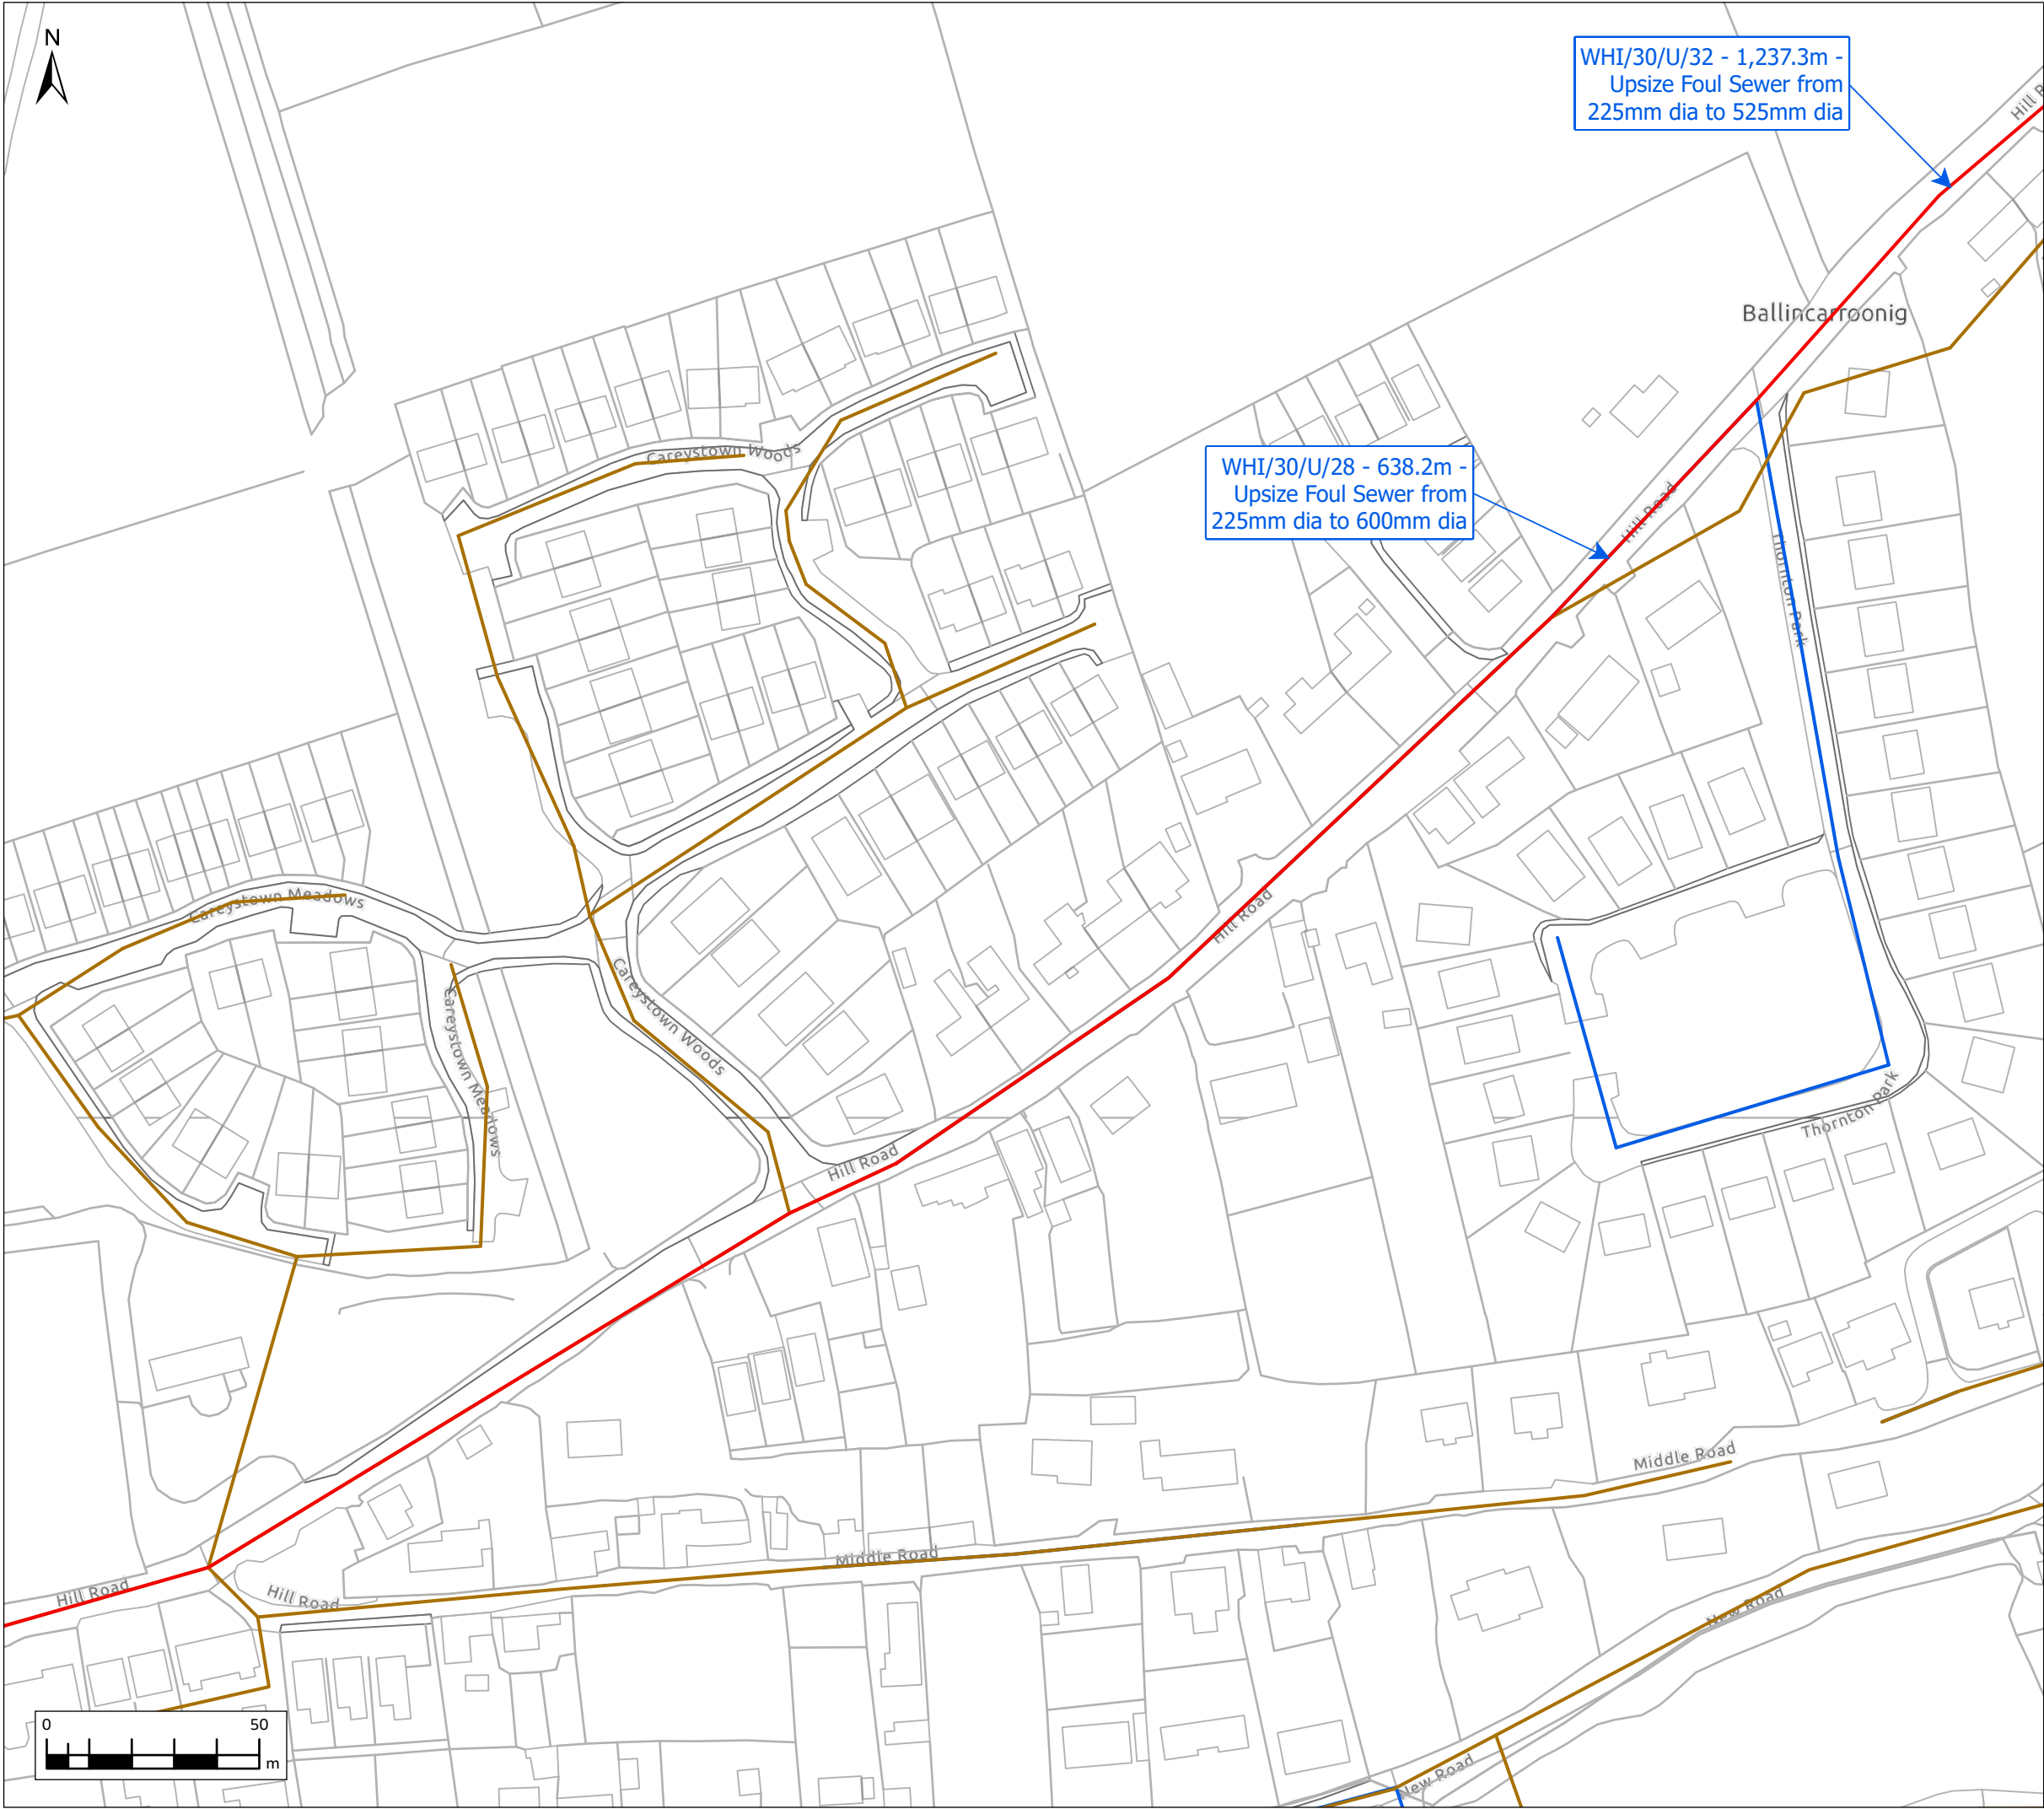 N
WHI/30/U/32 - 1,237.3m -
Upsize Foul Sewer from
225mm dia to 525mm dia
Hill R
Ballincarroonig
Careystown Woods
WHI/30/U/28 - 638.2m -
Upsize Foul Sewer from
225mm dia to 600mm dia
Hill Road
Thornton Park
Careystown Meadows
Hill Road
Careystown Woods
Careystown Meadows
Thornton Park
Hill Road
Middle Road
Middle Road
Hill Road
Hill Road
New Road
0 50
m
New Road